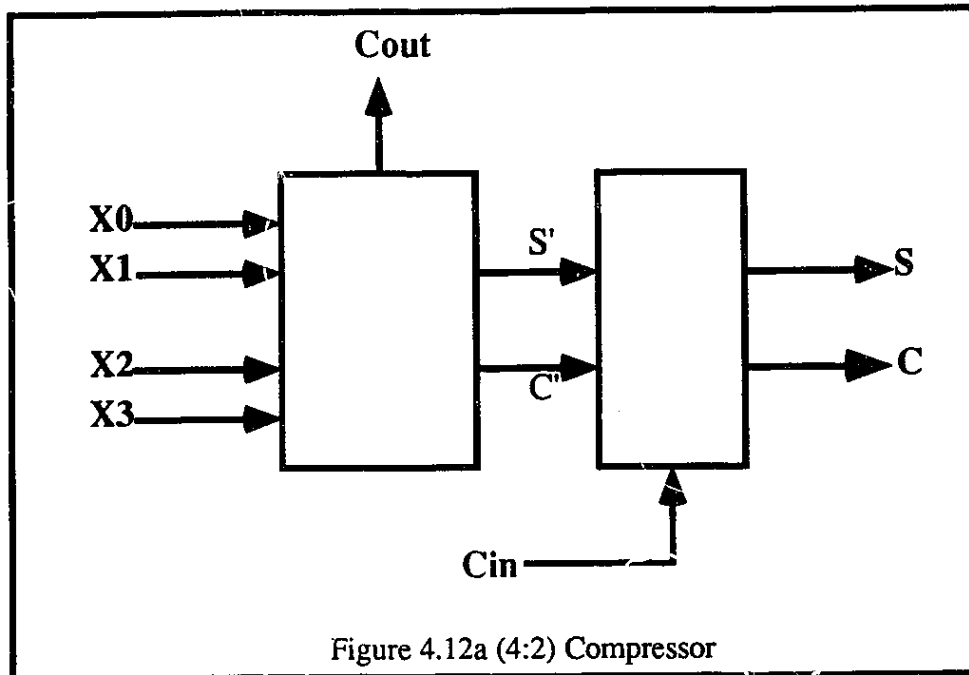 Cout
X0
X1
X2
X3
S'
C'
S
C
Cin
Figure 4.12a (4:2) Compressor